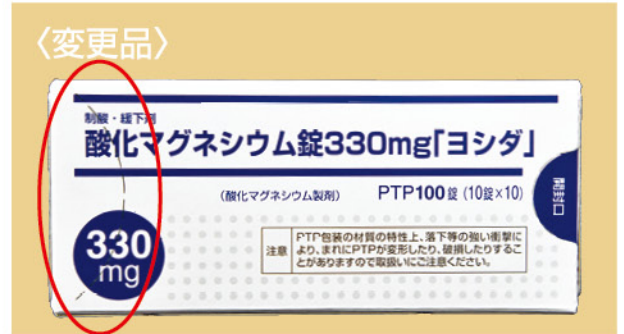 〈変更品〉
制酸・緩下剤
酸化マグネシウム錠330mg「ヨシダ」
(酸化マグネシウム製剤)
PTP100錠(10錠×10)
開封口
330
mg
注意
PTP包装の材質の特性上、落下等の強い衝撃に
より、まれにPTPが変形したり、破損したりするこ
とがありますので取扱いにご注意ください。